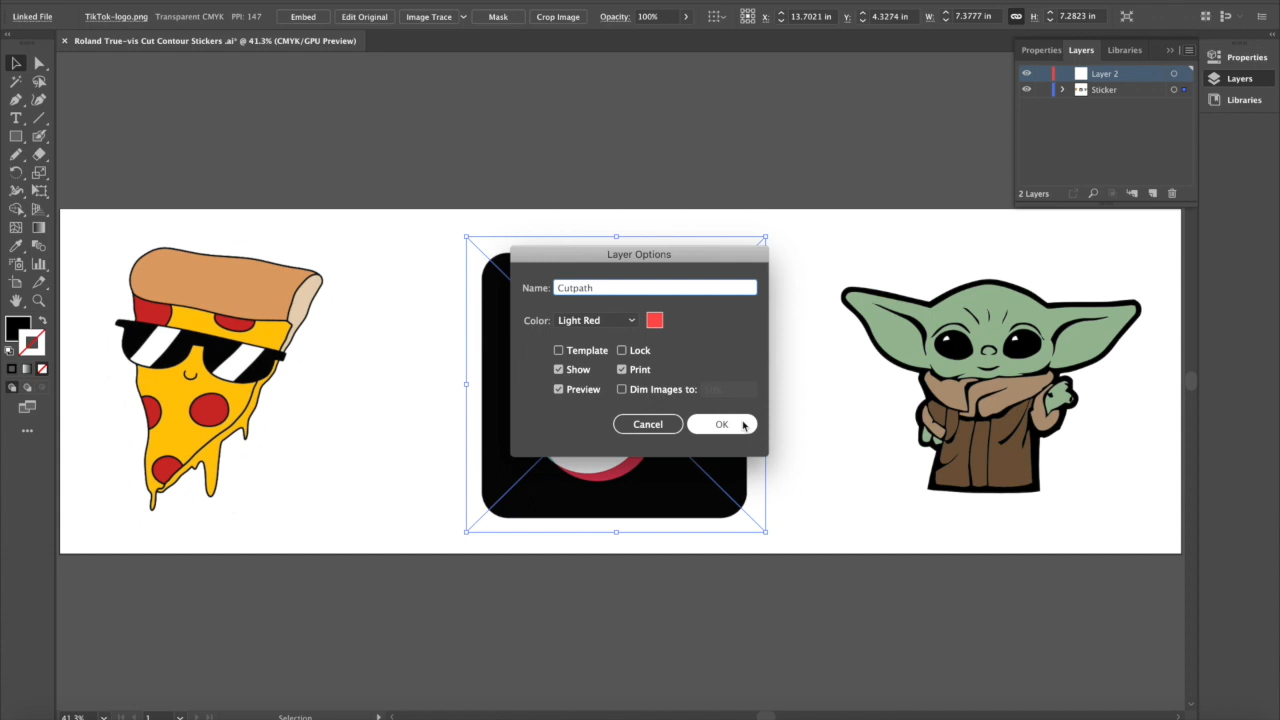 Linked File TikTok-logo.png Transparent CMYK PPI: 147 Embed Edit Original Image Trace Mask Crop Image Opacity: 100% X: 13.7021 in Y: 4.3274 in W: 7.3777 in H: 7.2823 in
Roland True-vis Cut Contour Stickers .ai* @ 41.3% (CMYK/GPU Preview)
Properties Layers Libraries
Layer 2
Sticker
2 Layers
Properties
Layers
Libraries
Layer Options
Name: Cutpath
Color: Light Red
Template Lock
Show Print
Preview Dim Images to:
Cancel OK
41.3% 1 Selection